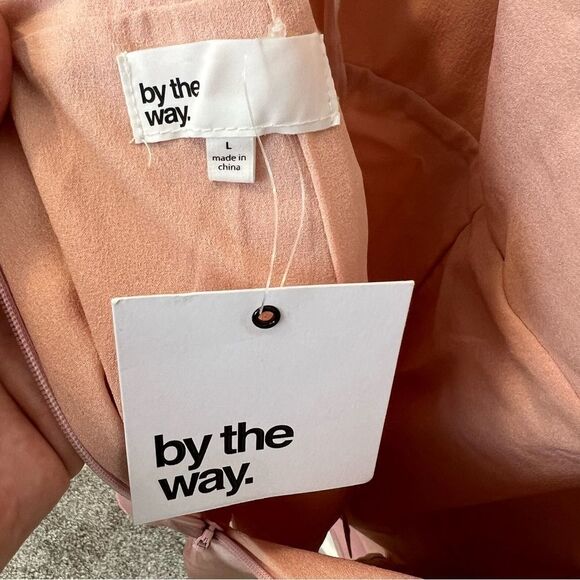 by the
way.
L
made in
china
by the
way.